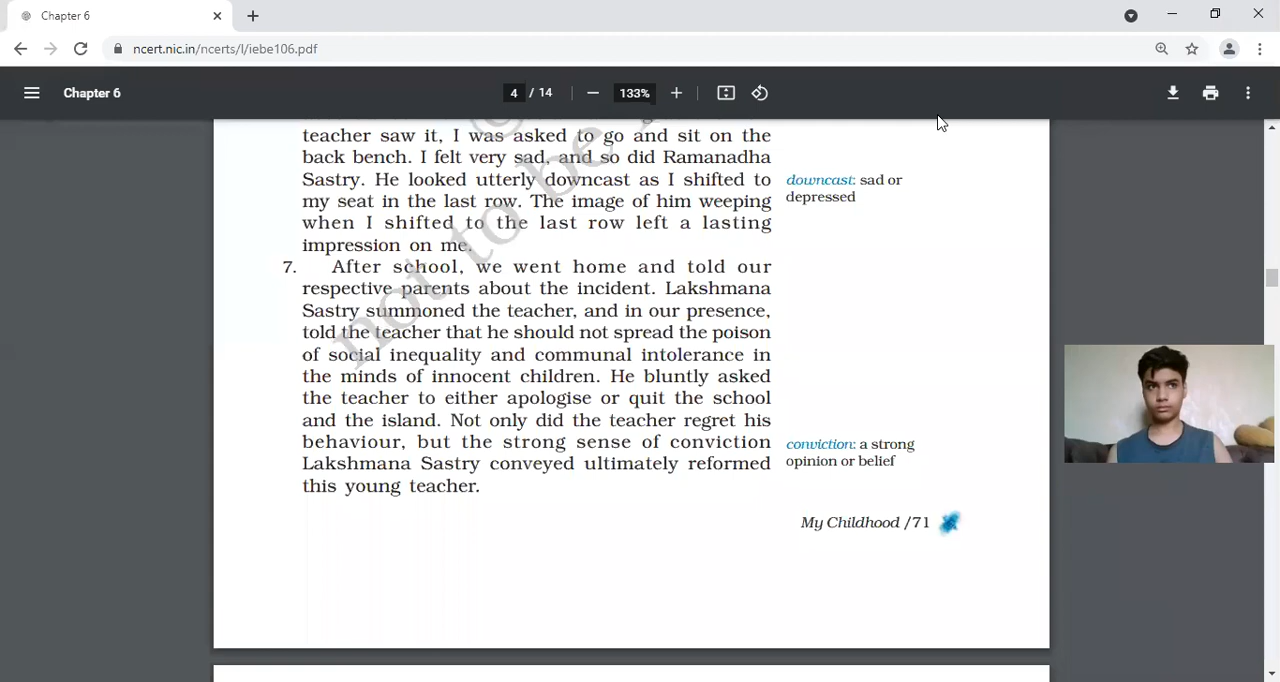 Chapter 6
ncert.nic.in/ncerts/l/iebe106.pdf
Chapter 6
4 / 14
133%
teacher saw it, I was asked to go and sit on the
back bench. I felt very sad, and so did Ramanadha
Sastry. He looked utterly downcast as I shifted to
my seat in the last row. The image of him weeping
when I shifted to the last row left a lasting
impression on me.
downcast: sad or
depressed
7. After school, we went home and told our
respective parents about the incident. Lakshmana
Sastry summoned the teacher, and in our presence,
told the teacher that he should not spread the poison
of social inequality and communal intolerance in
the minds of innocent children. He bluntly asked
the teacher to either apologise or quit the school
and the island. Not only did the teacher regret his
behaviour, but the strong sense of conviction
Lakshmana Sastry conveyed ultimately reformed
this young teacher.
conviction: a strong
opinion or belief
My Childhood /71
not to be